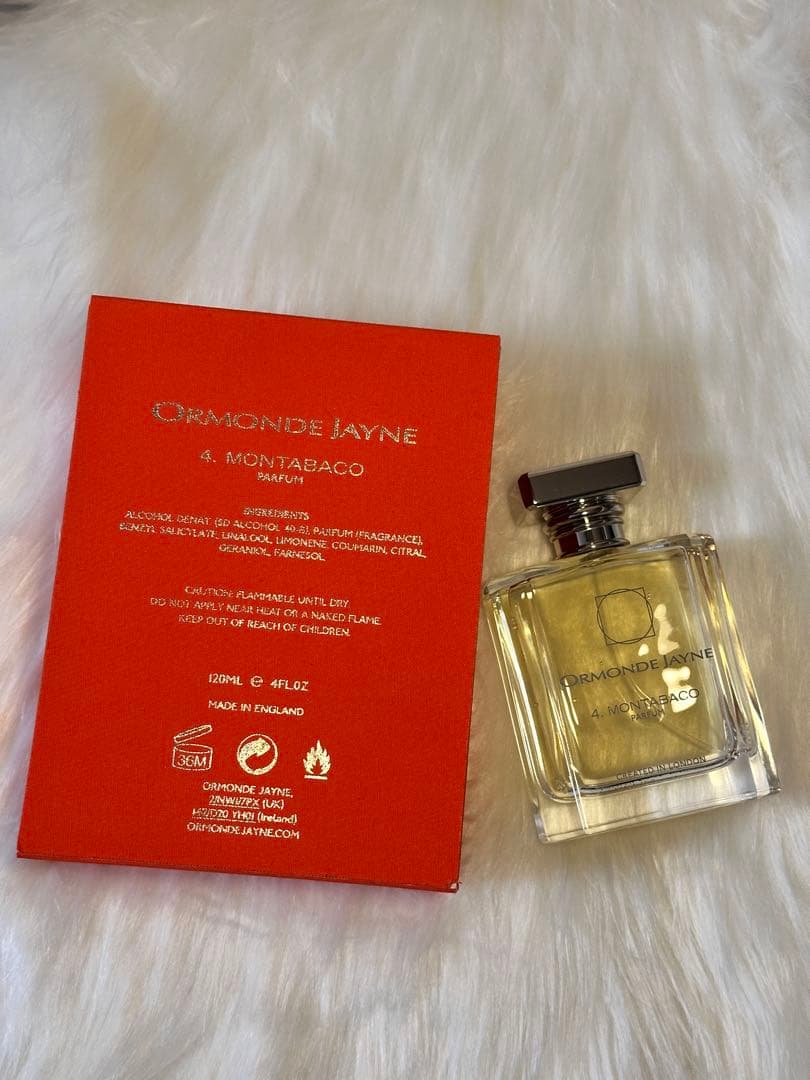 ORMONDE JAYNE
4. MONTABACO
PARFUM
INGREDIENTS
ALCOHOL DENAT (SD ALCOHOL 40-B), PARFUM (FRAGRANCE),
BENZYL SALICYLATE, LINALOOL, LIMONENE, COUMARIN, CITRAL,
GERANIOL, FARNESOL.
CAUTION: FLAMMABLE UNTIL DRY.
DO NOT APPLY NEAR HEAT OR A NAKED FLAME.
KEEP OUT OF REACH OF CHILDREN.
120ML ℮ 4FL.OZ
MADE IN ENGLAND
36M
ORMONDE JAYNE,
(UK)
YH01 (Ireland)
ORMONDEJAYNE.COM
ORMONDE JAYNE
4. MONTABACO
PARFUM
CREATED IN LONDON